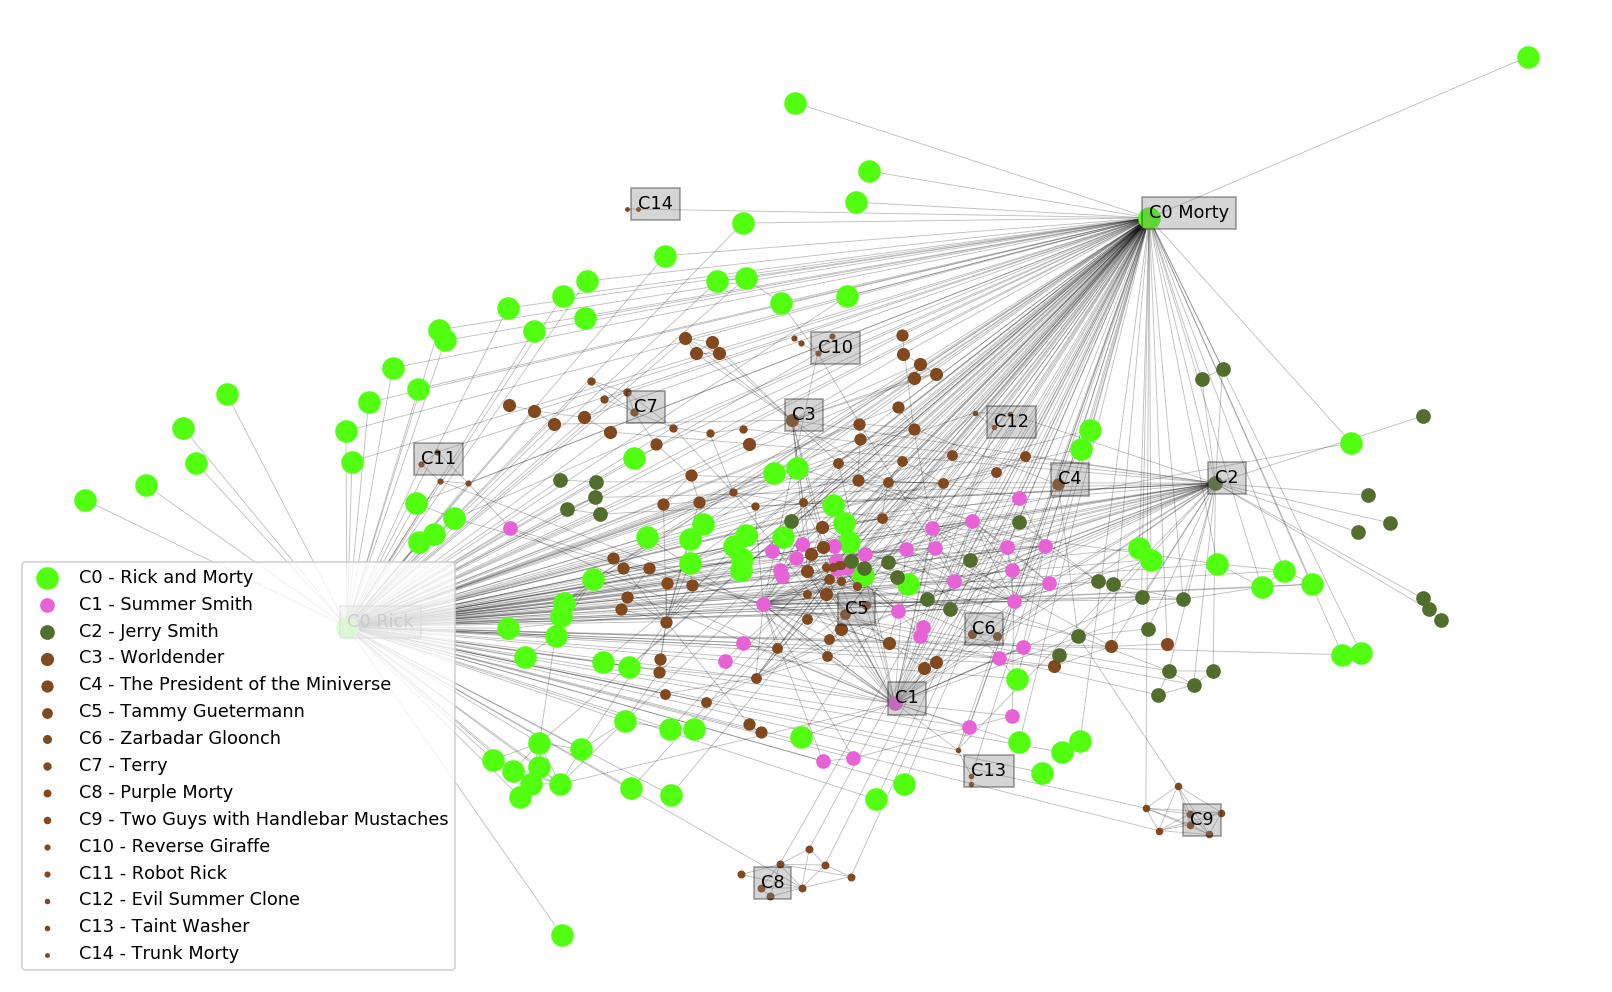 C14
C0 Morty
C10
C7
C3
C12
C11
C4
C2
C5
C0 Rick
C6
C1
C13
C9
C8
C0 - Rick and Morty
C1 - Summer Smith
C2 - Jerry Smith
C3 - Worldender
C4 - The President of the Miniverse
C5 - Tammy Guetermann
C6 - Zarbadar Gloonch
C7 - Terry
C8 - Purple Morty
C9 - Two Guys with Handlebar Mustaches
C10 - Reverse Giraffe
C11 - Robot Rick
C12 - Evil Summer Clone
C13 - Taint Washer
C14 - Trunk Morty